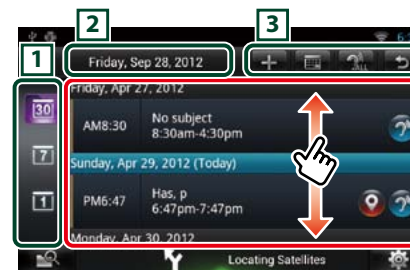 2
3
1
Friday, Sep 28, 2012
ALL
Friday, Apr 27, 2012
30
AM8:30
No subject
8:30am-4:30pm
7
Sunday, Apr 29, 2012 (Today)
1
PM6:47
Has, p
6:47pm-7:47pm
Monday, Apr 30, 2012
Locating Satellites